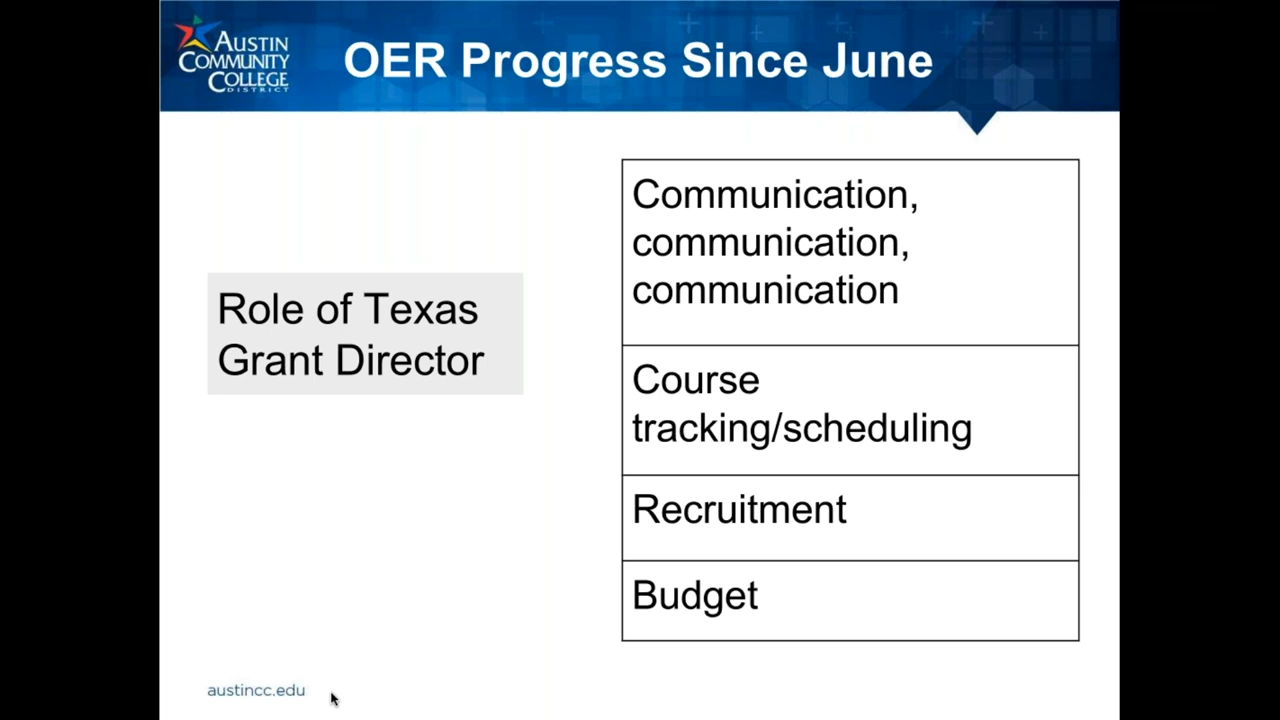 AUSTIN
COMMUNITY
COLLEGE
DISTRICT
OER Progress Since June
Role of Texas
Grant Director
Communication,
communication,
communication
Course
tracking/scheduling
Recruitment
Budget
austincc.edu